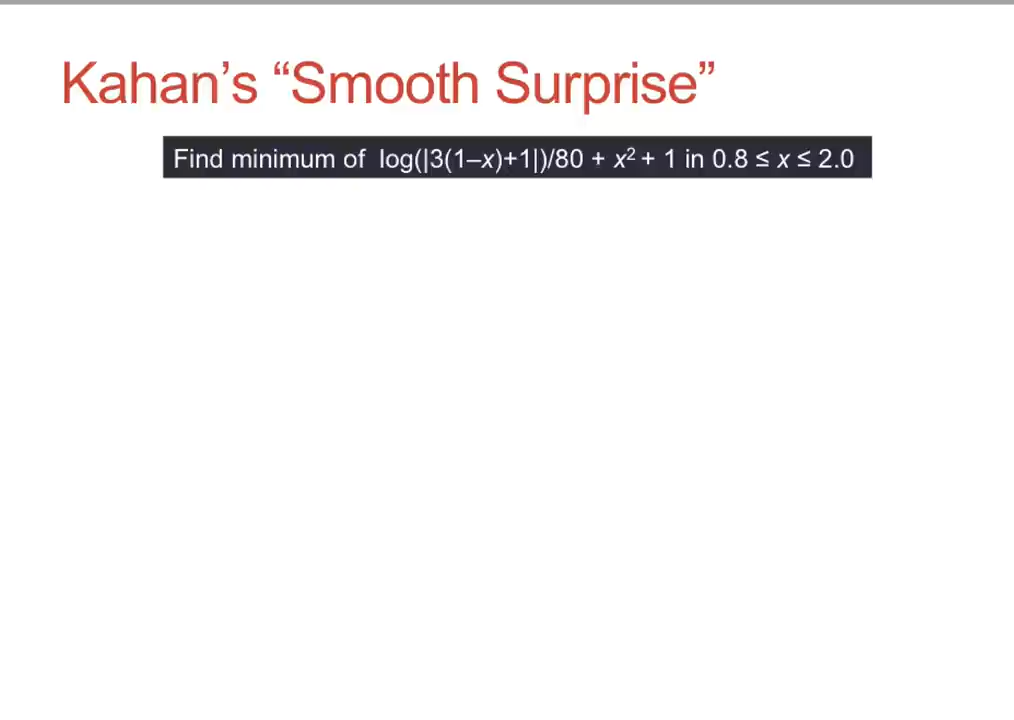 Kahan’s “Smooth Surprise”
Find minimum of log(|3(1–x)+1|)/80 + x² + 1 in 0.8 ≤ x ≤ 2.0